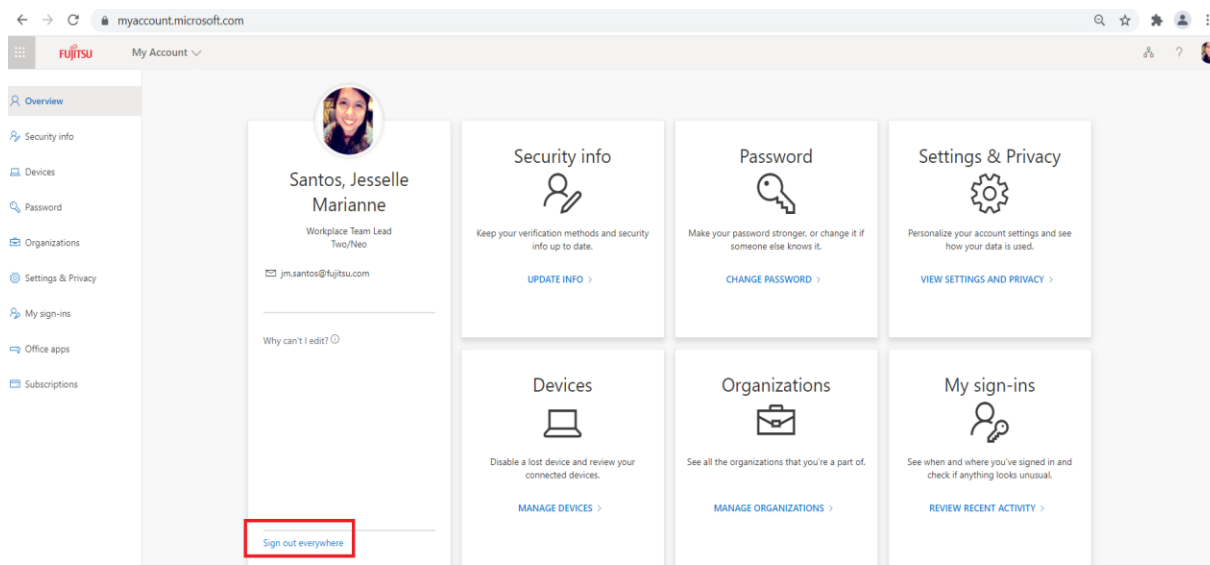 myaccount.microsoft.com
FUJITSU
My Account
Overview
Security info
Devices
Password
Organizations
Settings & Privacy
My sign-ins
Office apps
Subscriptions
Santos, Jesselle
Marianne
Workplace Team Lead
Two/Neo
jm.santos@fujitsu.com
Why can't I edit?
Sign out everywhere
Security info
Keep your verification methods and security
info up to date.
UPDATE INFO >
Password
Make your password stronger, or change it if
someone else knows it.
CHANGE PASSWORD >
Settings & Privacy
Personalize your account settings and see
how your data is used.
VIEW SETTINGS AND PRIVACY >
Devices
Disable a lost device and review your
connected devices.
MANAGE DEVICES >
Organizations
See all the organizations that you're a part of.
MANAGE ORGANIZATIONS >
My sign-ins
See when and where you've signed in and
check if anything looks unusual.
REVIEW RECENT ACTIVITY >